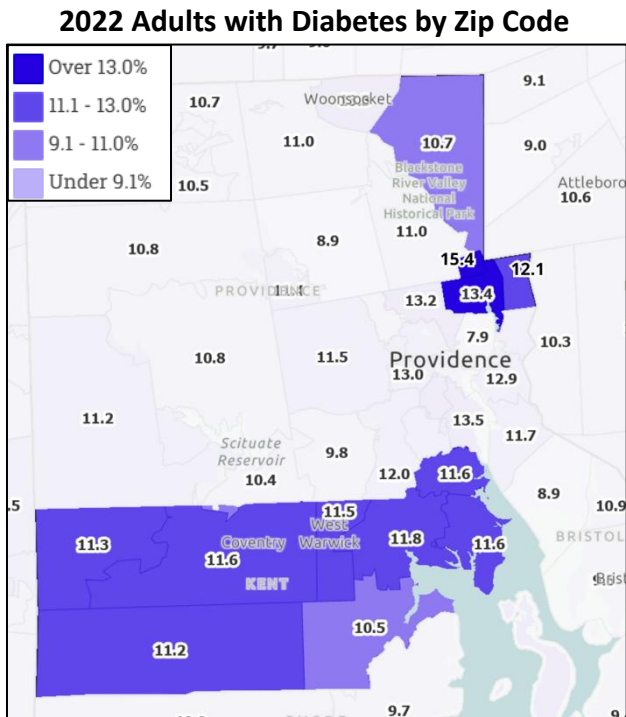 2022 Adults with Diabetes by Zip Code
Over 13.0%
11.1 - 13.0%
9.1 - 11.0%
Under 9.1%
9.1
10.7
Woonsocket
11.0
10.7
9.0
Blackstone
River Valley
National
Historical Park
Attleboro
10.5
10.6
11.0
8.9
10.8
15.4
12.1
PROVIDENCE
13.2
13.4
7.9
10.3
10.8
11.5
Providence
13.0
12.9
11.2
13.5
11.7
Scituate
Reservoir
9.8
10.4
12.0
11.6
8.9
10.9
.5
11.5
West
Warwick
11.3
Coventry
11.8
11.6
BRISTOL
11.6
KENT
10.5
11.2
9.7